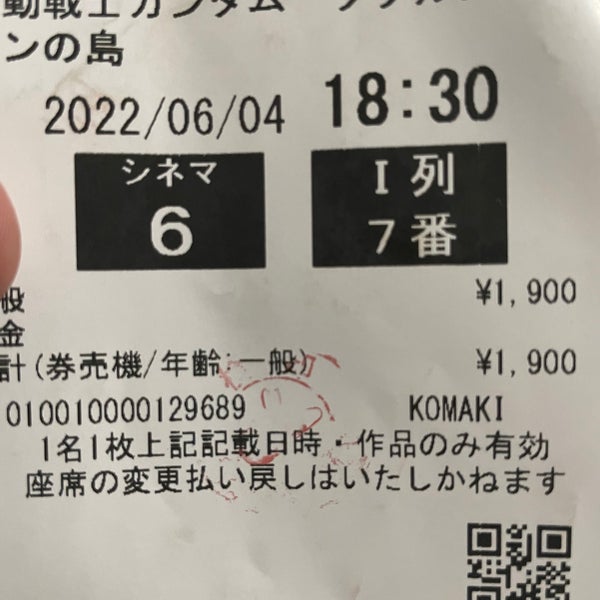 動戦士ガンダム ククルス
ンの島
2022/06/04 18:30
シネマ
6
I列
7番
般 ¥1,900
金
計(券売機/年齢:一般) ¥1,900
010010000129689 KOMAKI
1名1枚上記記載日時・作品のみ有効
座席の変更払い戻しはいたしかねます